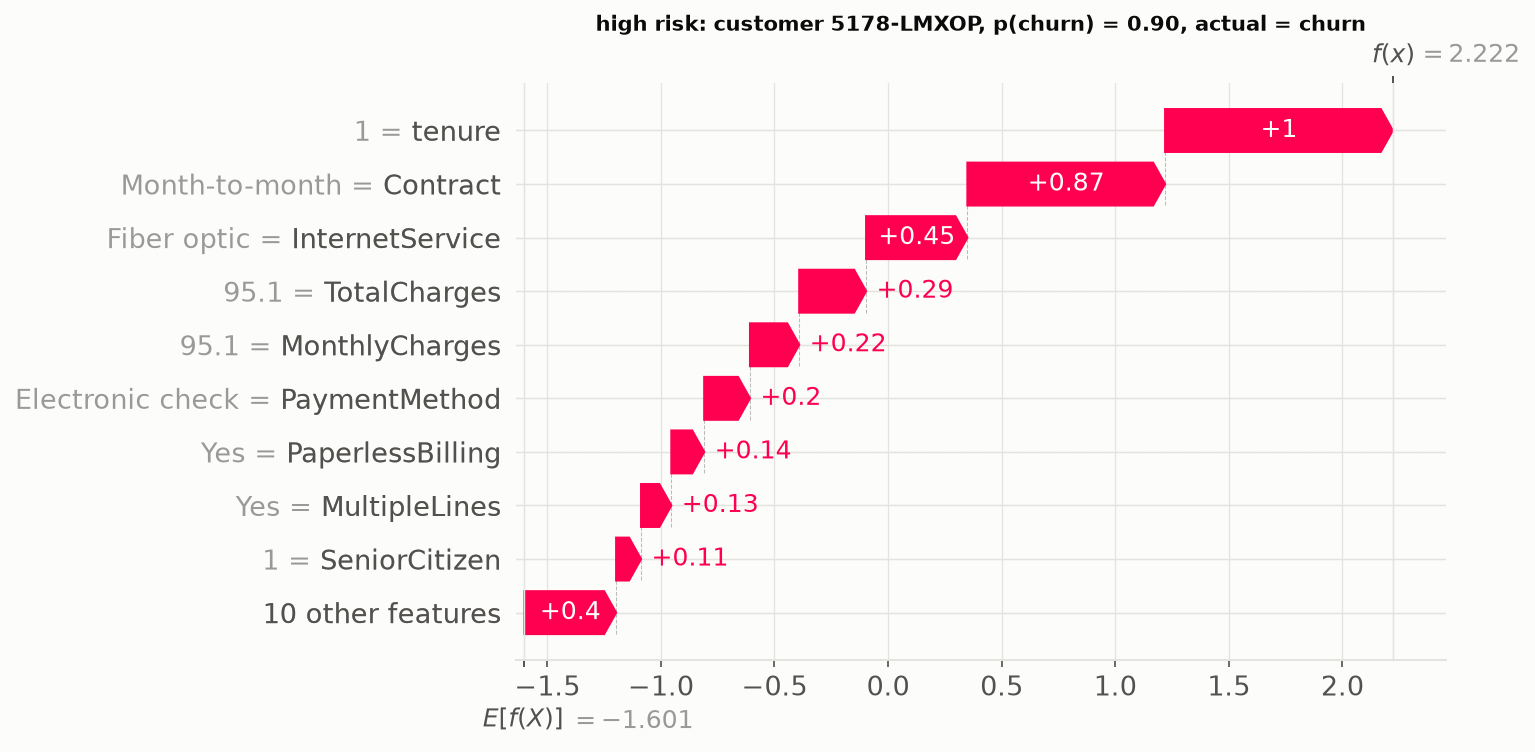 high risk: customer 5178-LMXOP, p(churn) = 0.90, actual = churn
f(x) = 2.222
1 = tenure
+1
Month-to-month = Contract
+0.87
Fiber optic = InternetService
+0.45
95.1 = TotalCharges
+0.29
95.1 = MonthlyCharges
+0.22
Electronic check = PaymentMethod
+0.2
Yes = PaperlessBilling
+0.14
Yes = MultipleLines
+0.13
1 = SeniorCitizen
+0.11
10 other features
+0.4
−1.5 −1.0 −0.5 0.0 0.5 1.0 1.5 2.0
E[f(X)] = −1.601